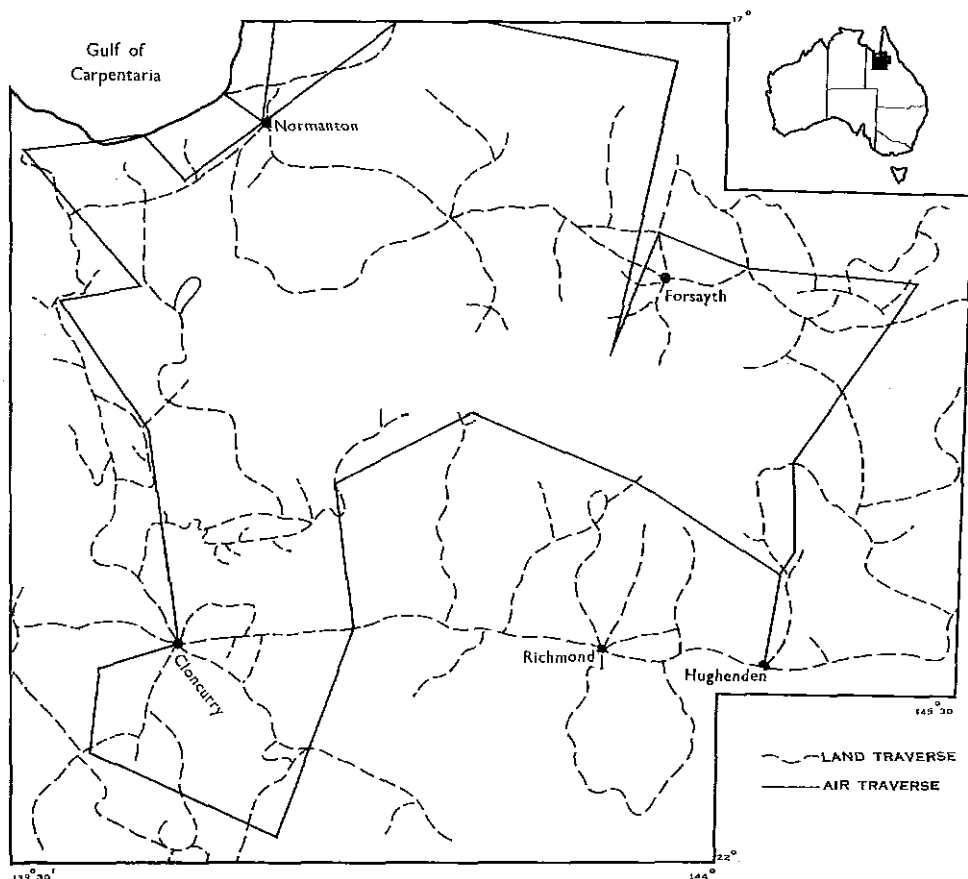 17°
Gulf of
Carpentaria
Normanton
Forsayth
Cloncurry
Richmond
Hughenden
145°30
LAND TRAVERSE
AIR TRAVERSE
22°
139°30'
144°